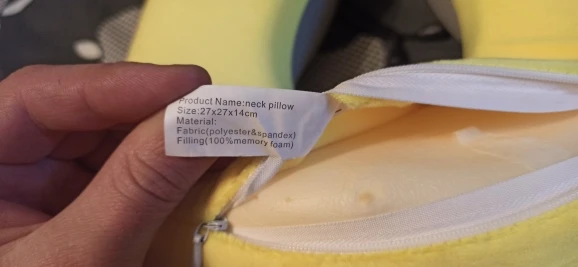 Product Name:neck pillow
Size:27x27x14cm
Material:
Fabric(polyester&spandex)
Filling(100%memory foam)